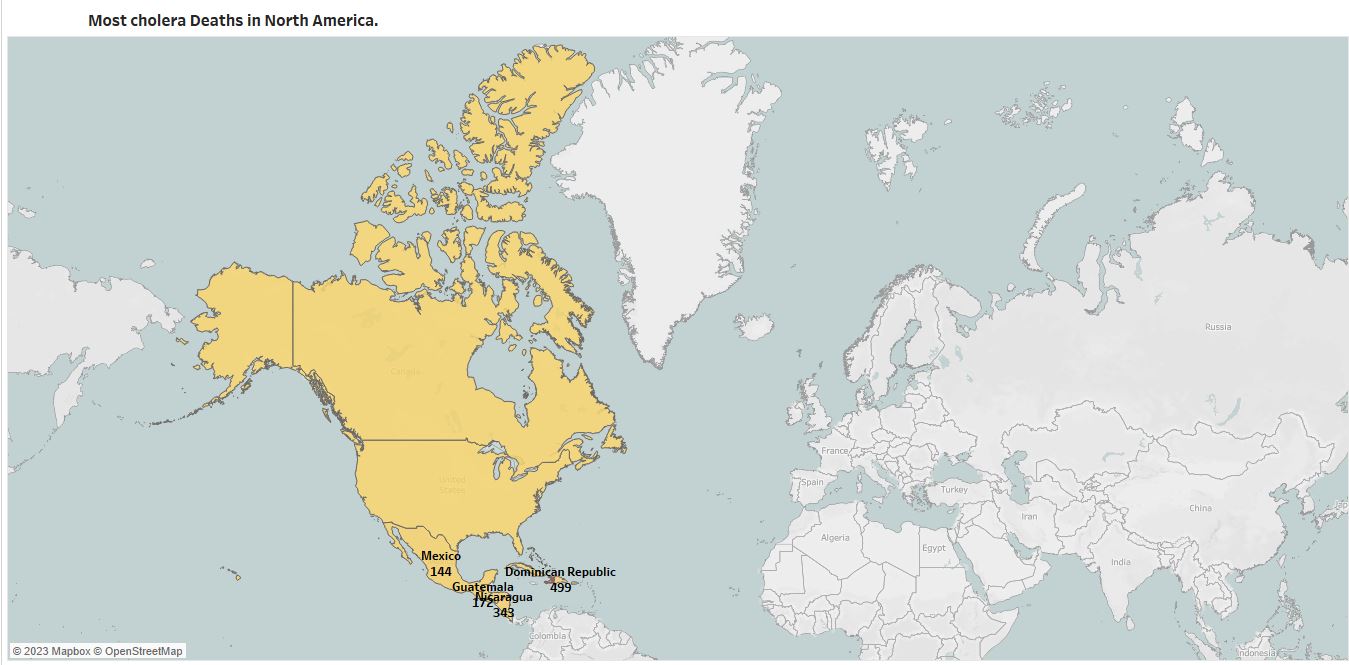 Most cholera Deaths in North America.
Russia
Canada
France
United
States
Spain
Turkey
China
Iran
Algeria
Egypt
Mexico
144
India
Dominican Republic
499
Guatemala
172
Nicaragua
343
Colombia
Indonesia
© 2023 Mapbox © OpenStreetMap